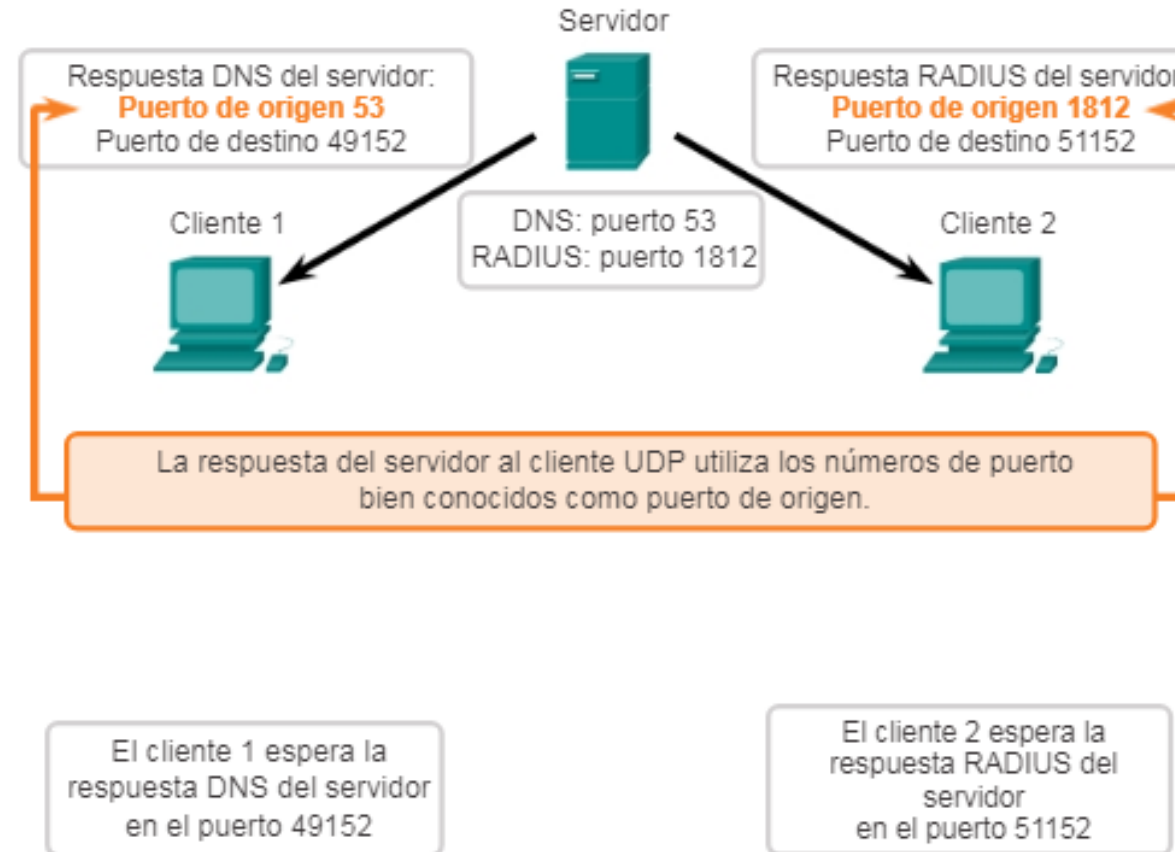 Servidor
Respuesta DNS del servidor:
Puerto de origen 53
Puerto de destino 49152
Respuesta RADIUS del servidor
Puerto de origen 1812
Puerto de destino 51152
Cliente 1
DNS: puerto 53
RADIUS: puerto 1812
Cliente 2
La respuesta del servidor al cliente UDP utiliza los números de puerto
bien conocidos como puerto de origen.
El cliente 1 espera la
respuesta DNS del servidor
en el puerto 49152
El cliente 2 espera la
respuesta RADIUS del
servidor
en el puerto 51152